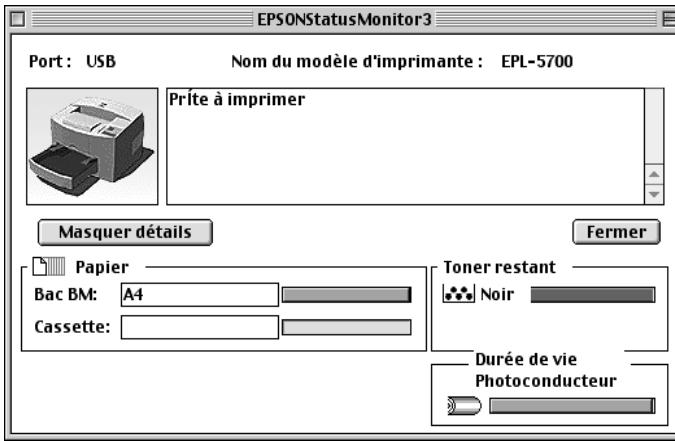 EPSONStatusMonitor3
Port : USB Nom du modèle d'imprimante : EPL-5700
PrÍte à imprimer
Masquer détails Fermer
Papier
Bac BM: A4
Cassette:
Toner restant
Noir
Durée de vie
Photoconducteur